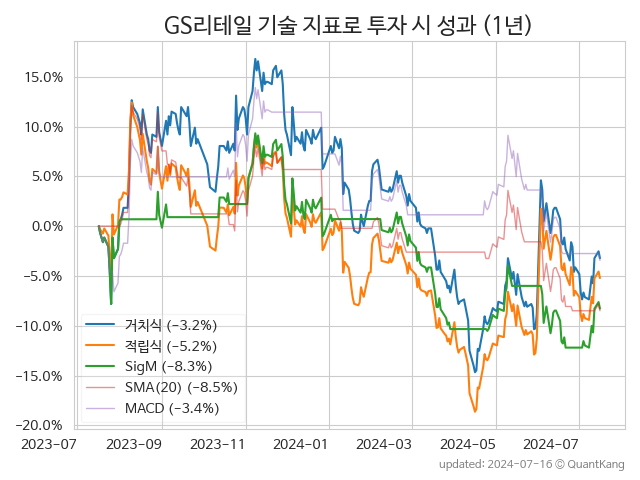 GS리테일 기술 지표로 투자 시 성과 (1년)
15.0%
10.0%
5.0%
0.0%
−5.0%
−10.0%
−15.0%
−20.0%
거치식 (−3.2%)
적립식 (−5.2%)
SigM (−8.3%)
SMA(20) (−8.5%)
MACD (−3.4%)
2023−07 2023−09 2023−11 2024−01 2024−03 2024−05 2024−07
updated: 2024−07−16 © QuantKang